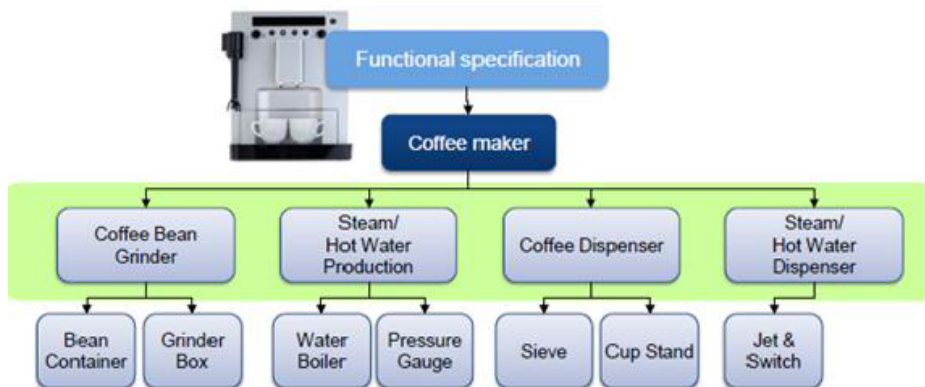 Functional specification
Coffee maker
Coffee Bean
Grinder
Steam/
Hot Water
Production
Coffee Dispenser
Steam/
Hot Water
Dispenser
Bean
Container
Grinder
Box
Water
Boiler
Pressure
Gauge
Sieve
Cup Stand
Jet &
Switch